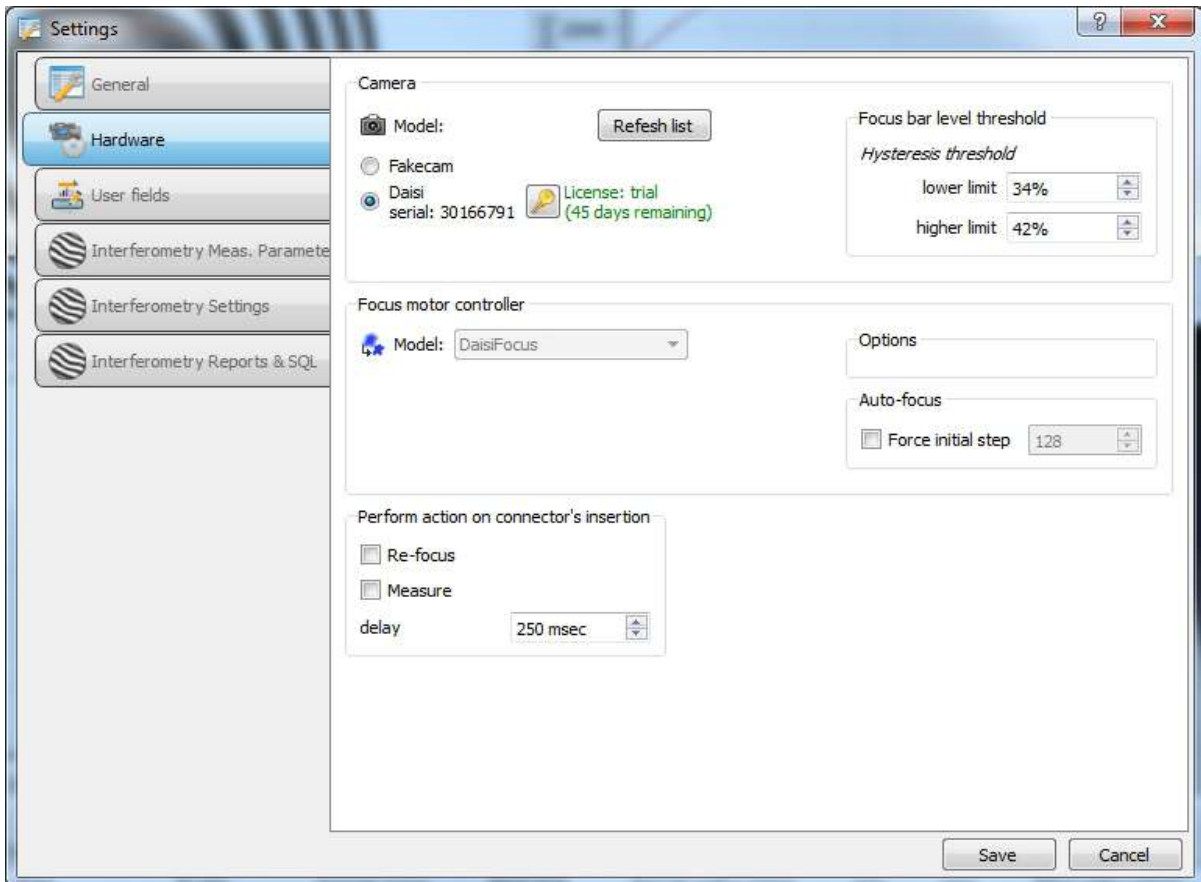 Settings
General
Hardware
User fields
Interferometry Meas. Paramete
Interferometry Settings
Interferometry Reports & SQL
Camera
Model:
Refesh list
Fakecam
Daisi
serial: 30166791
License: trial
(45 days remaining)
Focus bar level threshold
Hysteresis threshold
lower limit 34%
higher limit 42%
Focus motor controller
Model: DaisiFocus
Options
Auto-focus
Force initial step 128
Perform action on connector's insertion
Re-focus
Measure
delay 250 msec
Save
Cancel